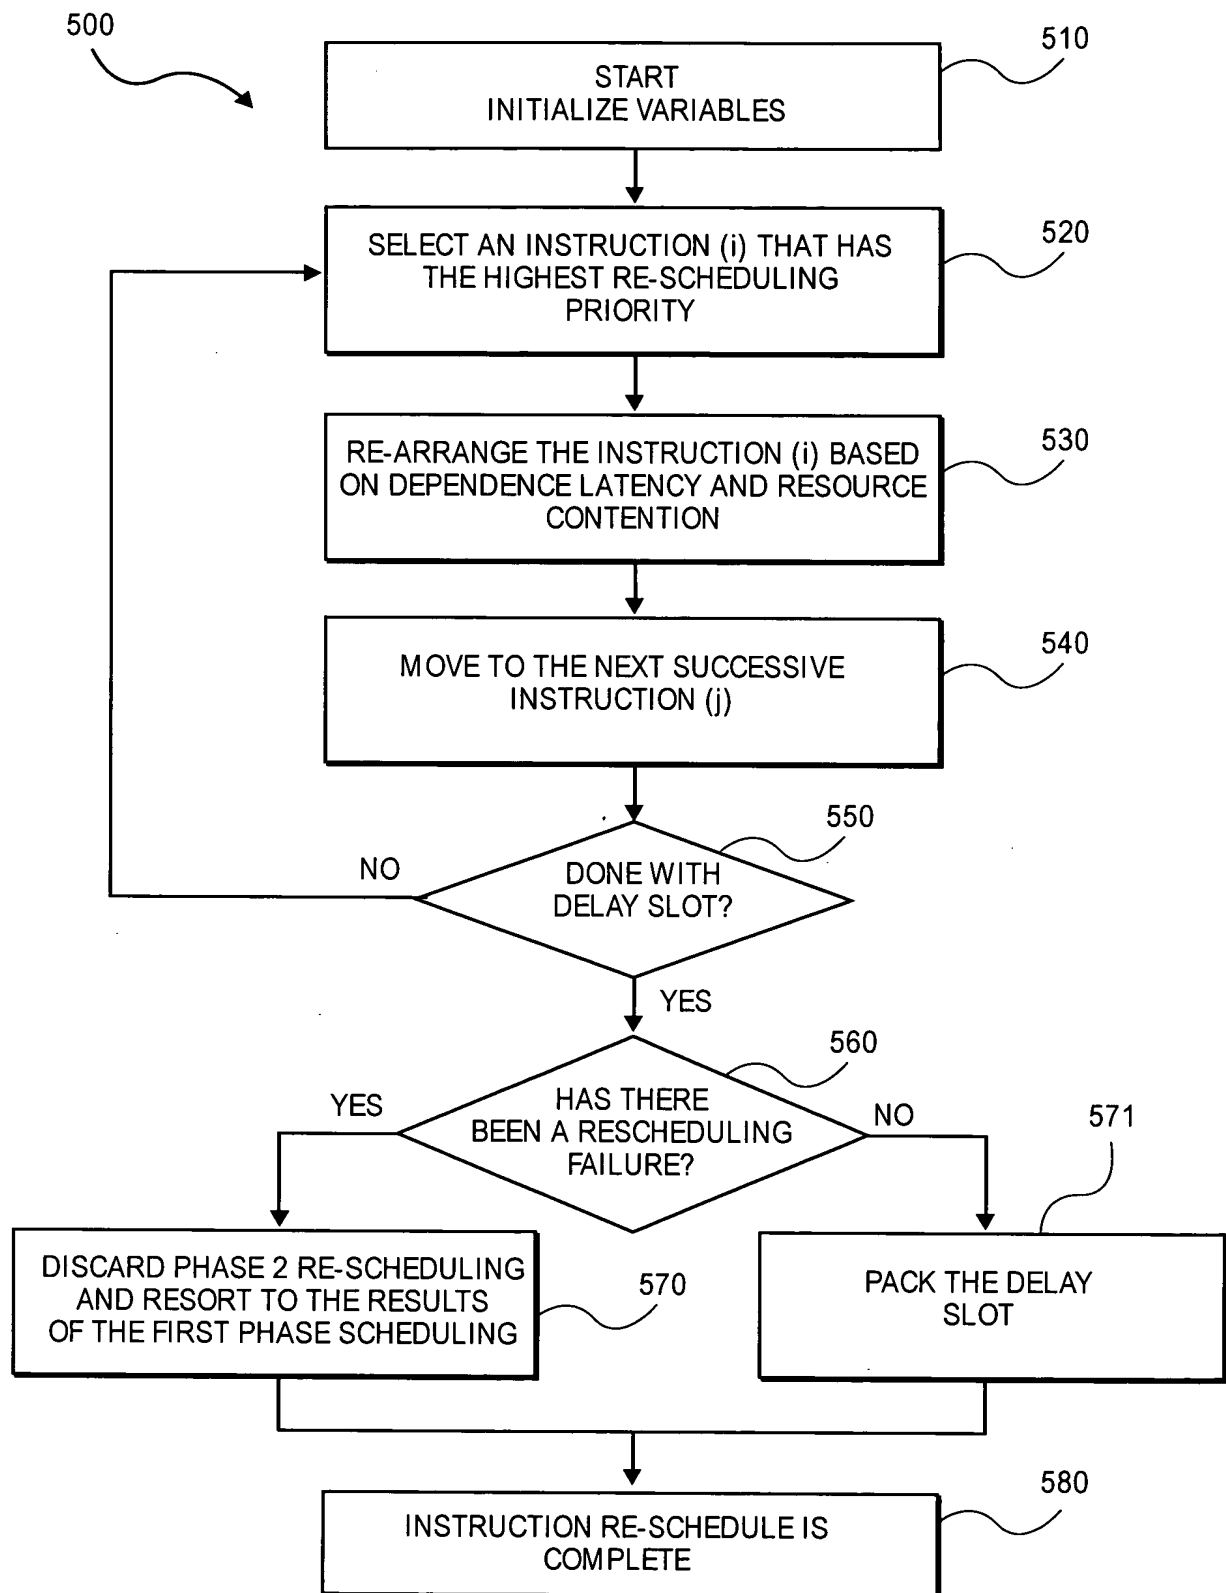 500
510
START
INITIALIZE VARIABLES
520
SELECT AN INSTRUCTION (i) THAT HAS
THE HIGHEST RE-SCHEDULING
PRIORITY
530
RE-ARRANGE THE INSTRUCTION (i) BASED
ON DEPENDENCE LATENCY AND RESOURCE
CONTENTION
540
MOVE TO THE NEXT SUCCESSIVE
INSTRUCTION (j)
550
NO
DONE WITH
DELAY SLOT?
YES
560
YES
HAS THERE
BEEN A RESCHEDULING
FAILURE?
NO
571
DISCARD PHASE 2 RE-SCHEDULING
AND RESORT TO THE RESULTS
OF THE FIRST PHASE SCHEDULING
570
PACK THE DELAY
SLOT
580
INSTRUCTION RE-SCHEDULE IS
COMPLETE